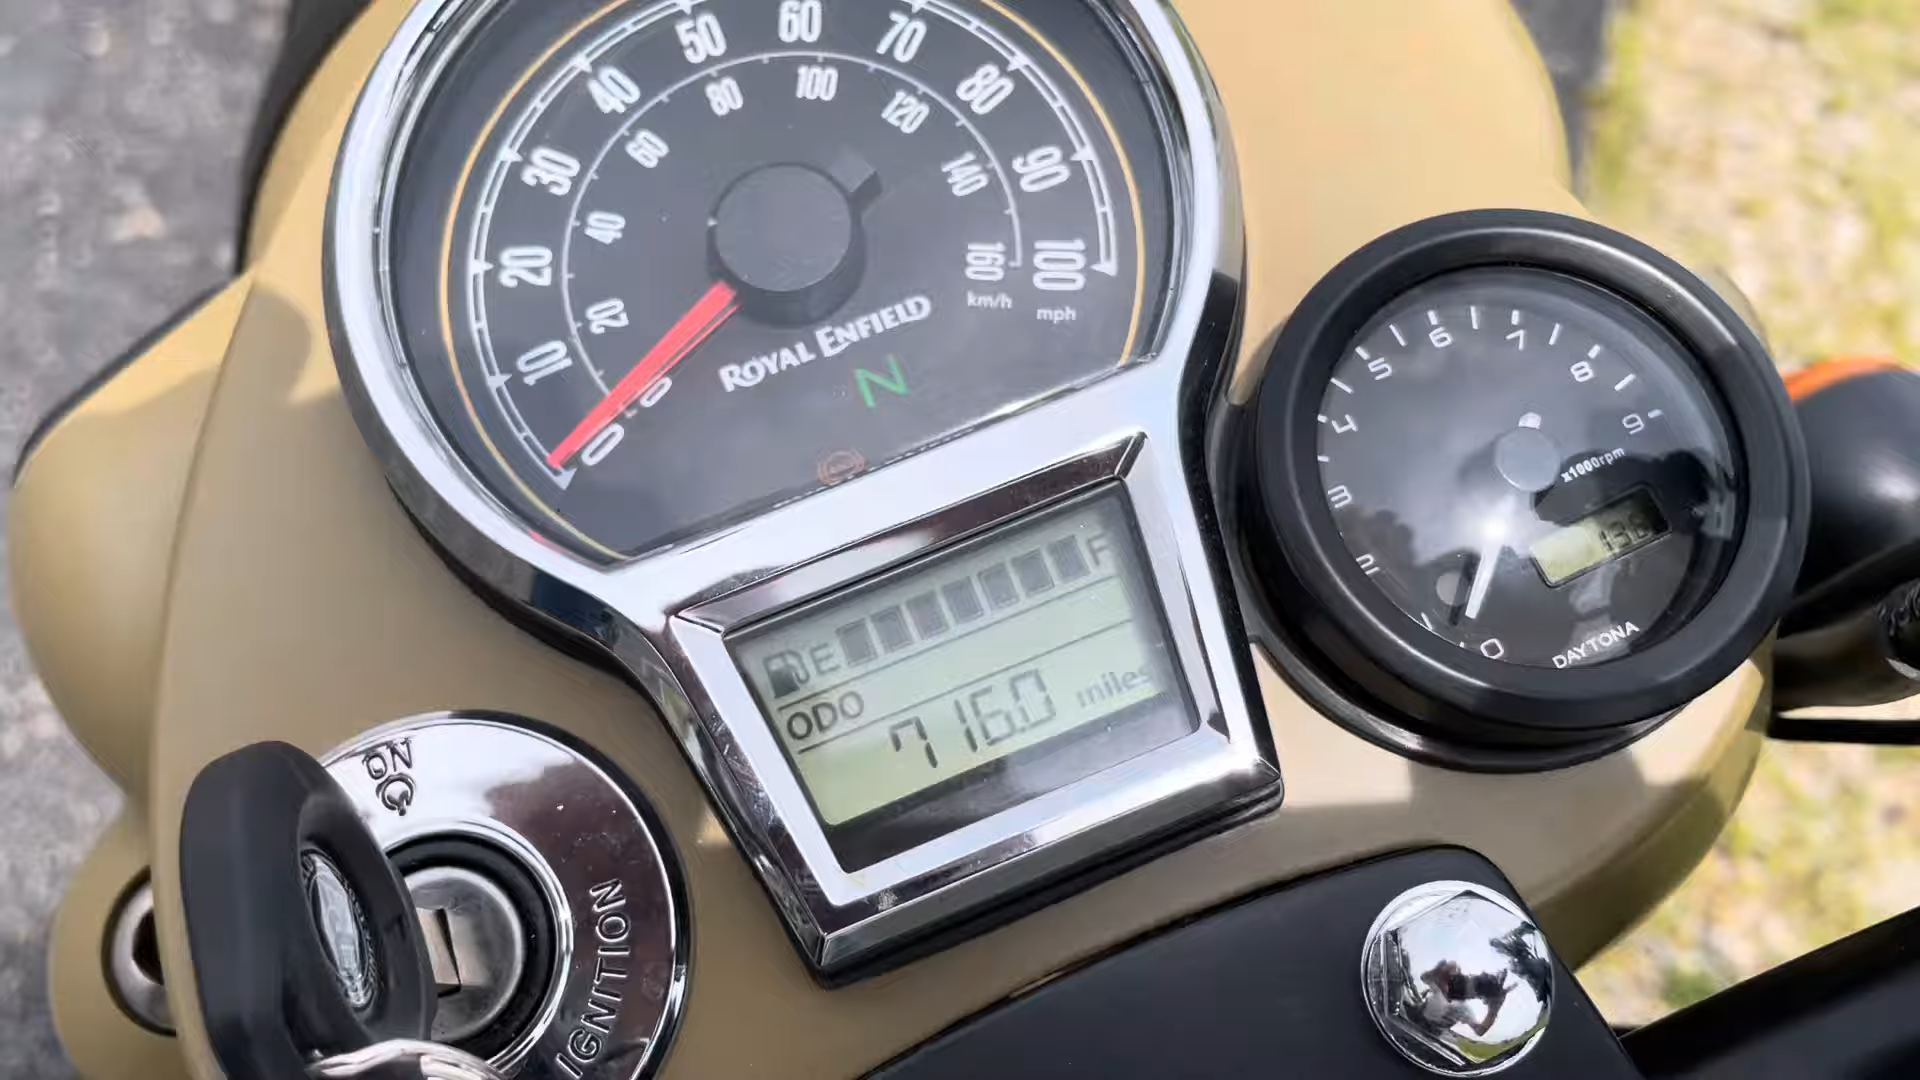 50 60 70
40 80
80 100 120
30 60 140 90
20 40 160 100
km/h mph
10 20
0 0
ROYAL ENFIELD
N
E F
ODO
716.0 miles
4 5 6 7 8 9
3
2
1
0
x1000rpm
DAYTONA
ON
IGNITION